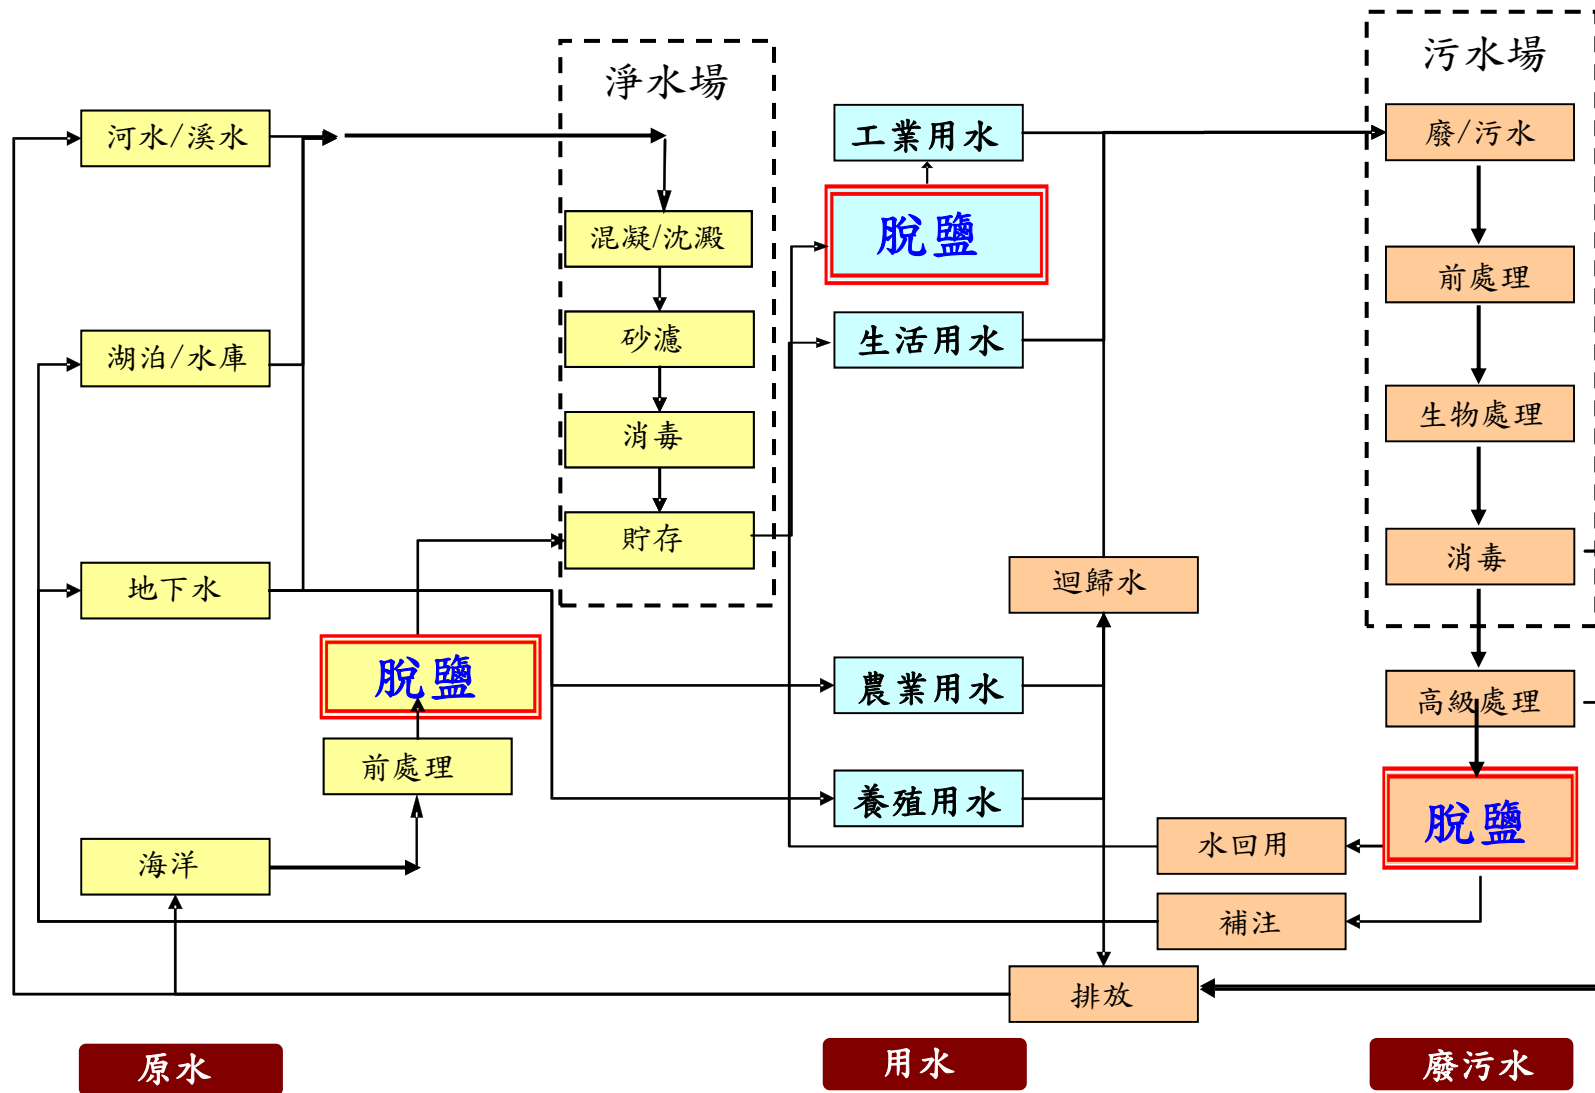 淨水場
污水場
河水/溪水
工業用水
廢/污水
混凝/沈澱
脫鹽
前處理
砂濾
生活用水
湖泊/水庫
消毒
生物處理
貯存
消毒
地下水
迴歸水
脫鹽
農業用水
高級處理
前處理
養殖用水
脫鹽
海洋
水回用
補注
排放
原水
用水
廢污水